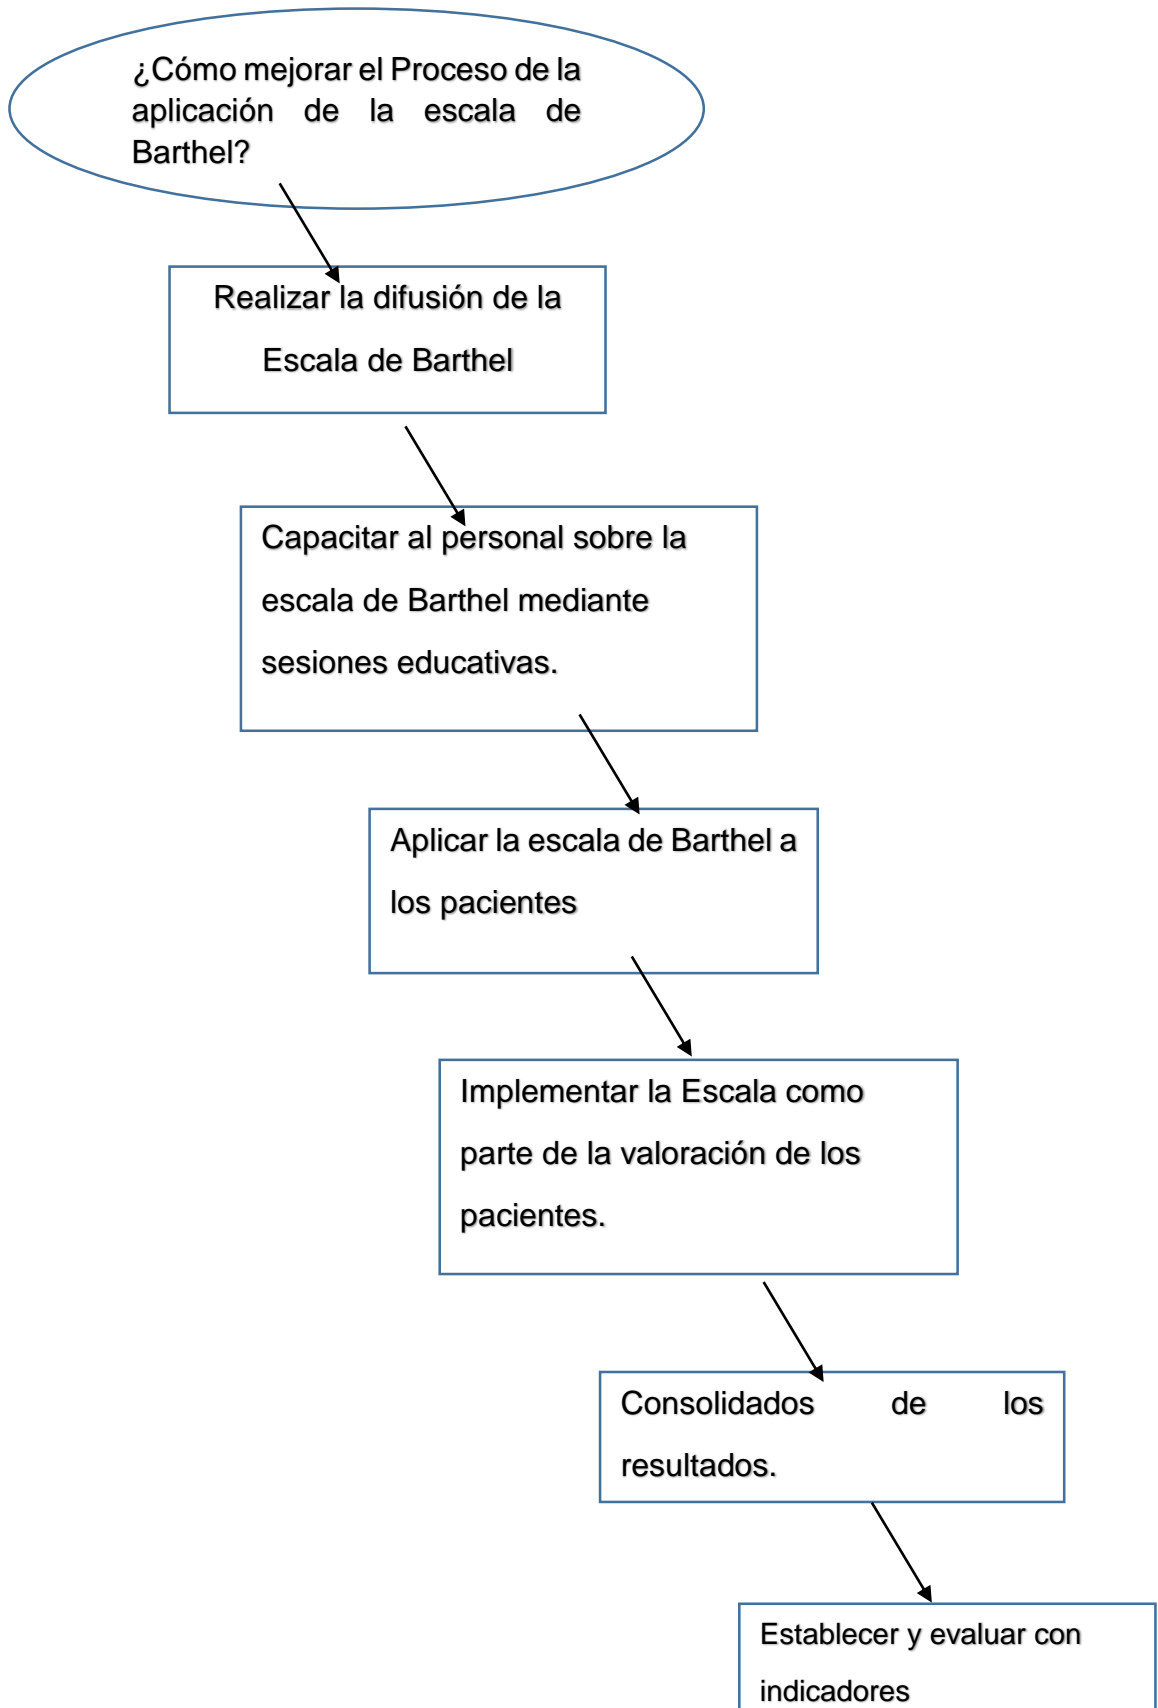 ¿Cómo mejorar el Proceso de la
aplicación de la escala de
Barthel?
Realizar la difusión de la
Escala de Barthel
Capacitar al personal sobre la
escala de Barthel mediante
sesiones educativas.
Aplicar la escala de Barthel a
los pacientes
Implementar la Escala como
parte de la valoración de los
pacientes.
Consolidados de los
resultados.
Establecer y evaluar con
indicadores